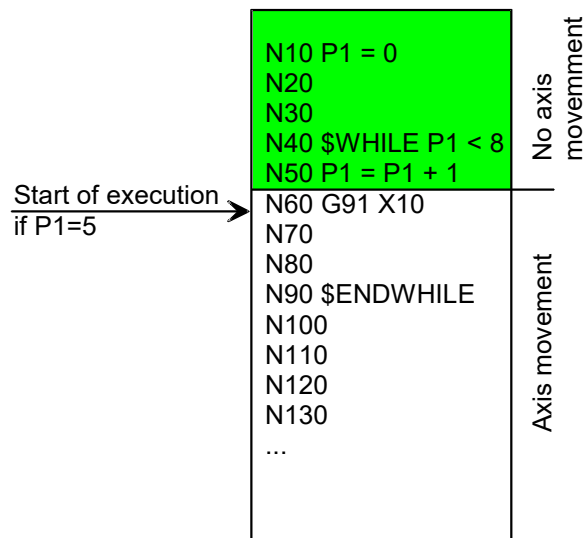 N10 P1 = 0
N20
N30
N40 $WHILE P1 < 8
N50 P1 = P1 + 1
No axis
movemment
Start of execution
if P1=5
N60 G91 X10
N70
N80
N90 $ENDWHILE
N100
N110
N120
N130
...
Axis movement